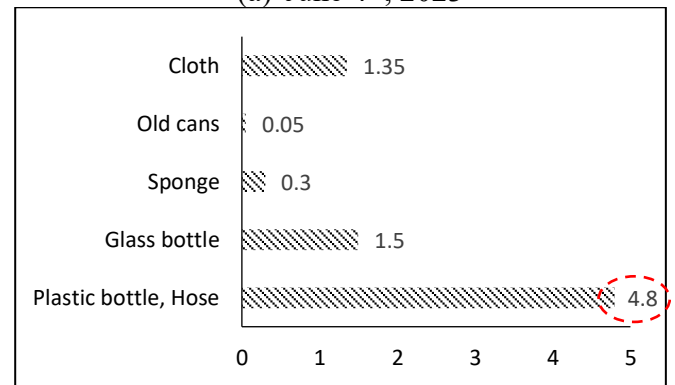 Cloth 1.35
Old cans 0.05
Sponge 0.3
Glass bottle 1.5
Plastic bottle, Hose 4.8
0 1 2 3 4 5